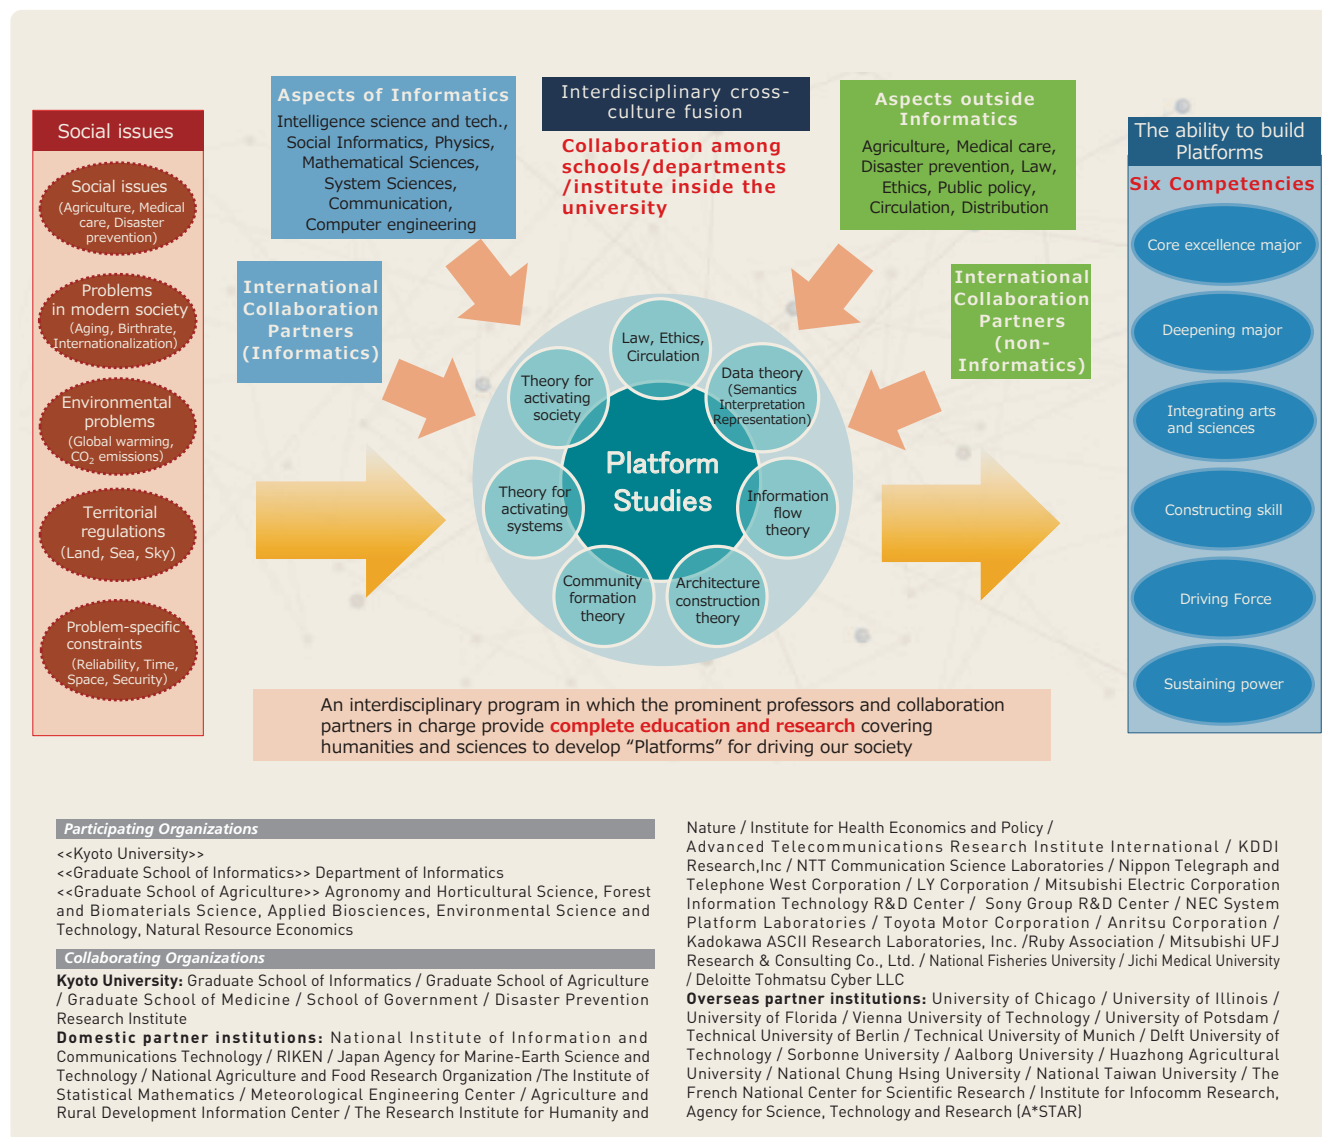 Social issues
Social issues
(Agriculture, Medical
care, Disaster
prevention)
Problems
in modern society
(Aging, Birthrate,
Internationalization)
Environmental
problems
(Global warming,
CO2 emissions)
Territorial
regulations
(Land, Sea, Sky)
Problem-specific
constraints
(Reliability, Time,
Space, Security)
Aspects of Informatics
Intelligence science and tech.,
Social Informatics, Physics,
Mathematical Sciences,
System Sciences,
Communication,
Computer engineering
International
Collaboration
Partners
(Informatics)
Interdisciplinary cross-
culture fusion
Collaboration among
schools/departments
/institute inside the
university
Aspects outside
Informatics
Agriculture, Medical care,
Disaster prevention, Law,
Ethics, Public policy,
Circulation, Distribution
International
Collaboration
Partners
(non-
Informatics)
Law, Ethics,
Circulation
Data theory
(Semantics
Interpretation
Representation)
Information
flow
theory
Architecture
construction
theory
Community
formation
theory
Theory for
activating
systems
Theory for
activating
society
Platform
Studies
The ability to build
Platforms
Six Competencies
Core excellence major
Deepening major
Integrating arts
and sciences
Constructing skill
Driving Force
Sustaining power
An interdisciplinary program in which the prominent professors and collaboration
partners in charge provide complete education and research covering
humanities and sciences to develop “Platforms” for driving our society
Participating Organizations
<<Kyoto University>>
<<Graduate School of Informatics>> Department of Informatics
<<Graduate School of Agriculture>> Agronomy and Horticultural Science, Forest
and Biomaterials Science, Applied Biosciences, Environmental Science and
Technology, Natural Resource Economics
Collaborating Organizations
Kyoto University: Graduate School of Informatics / Graduate School of Agriculture
/ Graduate School of Medicine / School of Government / Disaster Prevention
Research Institute
Domestic partner institutions: National Institute of Information and
Communications Technology / RIKEN / Japan Agency for Marine-Earth Science and
Technology / National Agriculture and Food Research Organization /The Institute of
Statistical Mathematics / Meteorological Engineering Center / Agriculture and
Rural Development Information Center / The Research Institute for Humanity and
Nature / Institute for Health Economics and Policy /
Advanced Telecommunications Research Institute International / KDDI
Research,Inc / NTT Communication Science Laboratories / Nippon Telegraph and
Telephone West Corporation / LY Corporation / Mitsubishi Electric Corporation
Information Technology R&D Center / Sony Group R&D Center / NEC System
Platform Laboratories / Toyota Motor Corporation / Anritsu Corporation /
Kadokawa ASCII Research Laboratories, Inc. /Ruby Association / Mitsubishi UFJ
Research & Consulting Co., Ltd. / National Fisheries University / Jichi Medical University
/ Deloitte Tohmatsu Cyber LLC
Overseas partner institutions: University of Chicago / University of Illinois /
University of Florida / Vienna University of Technology / University of Potsdam /
Technical University of Berlin / Technical University of Munich / Delft University of
Technology / Sorbonne University / Aalborg University / Huazhong Agricultural
University / National Chung Hsing University / National Taiwan University / The
French National Center for Scientific Research / Institute for Infocomm Research,
Agency for Science, Technology and Research (A*STAR)